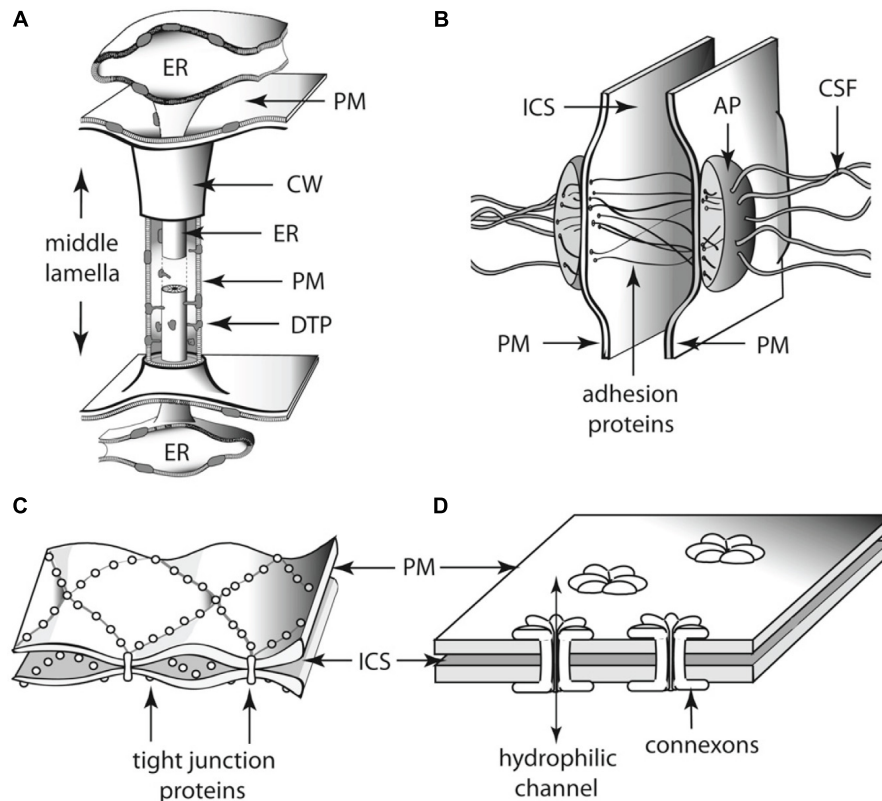 A
ER
PM
CW
ER
middle
lamella
PM
DTP
ER
B
ICS
AP
CSF
PM
PM
adhesion
proteins
C
PM
ICS
tight junction
proteins
D
hydrophilic
channel
connexons